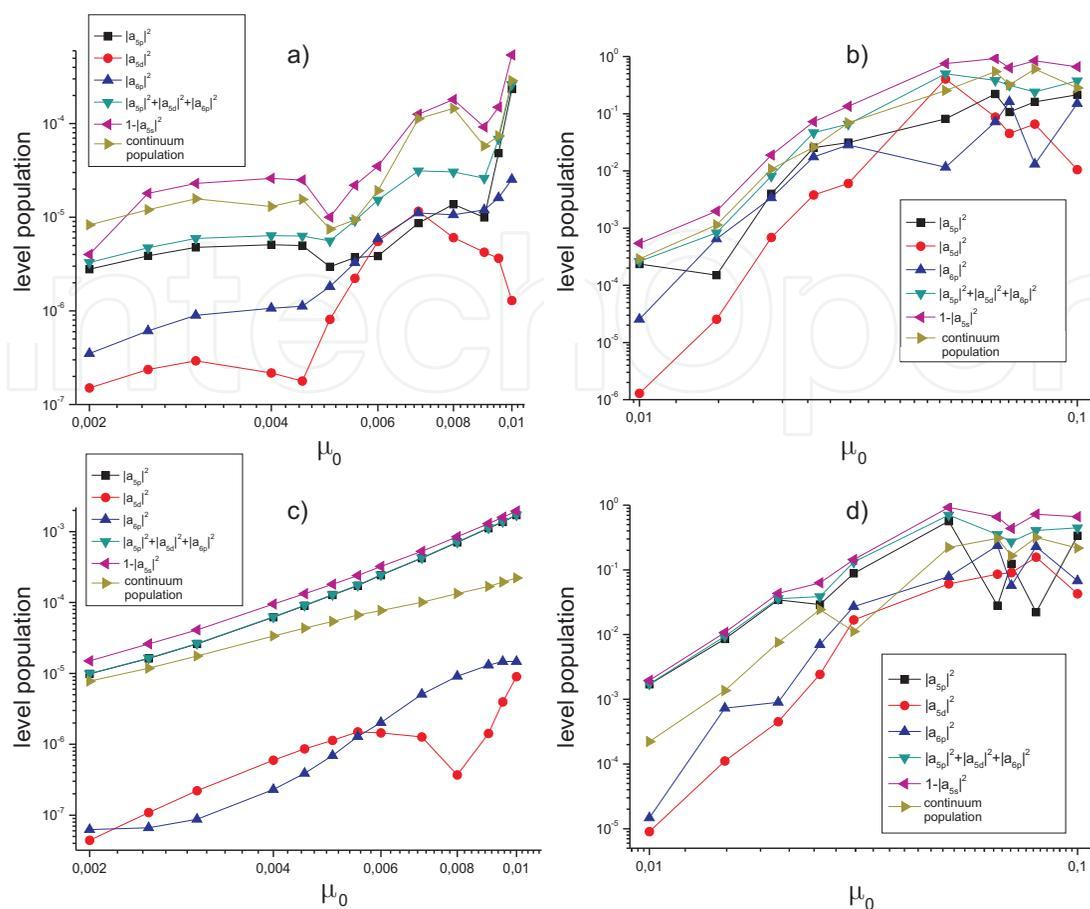 a)
|a5p|²
|a5d|²
|a6p|²
|a5p|²+|a5d|²+|a6p|²
1-|a5s|²
continuum
population
level population
10⁻⁴
10⁻⁵
10⁻⁶
10⁻⁷
0,002
0,004
0,006
0,008
0,01
μ0
b)
level population
10⁰
10⁻¹
10⁻²
10⁻³
10⁻⁴
10⁻⁵
10⁻⁶
|a5p|²
|a5d|²
|a6p|²
|a5p|²+|a5d|²+|a6p|²
1-|a5s|²
continuum
population
0,01
0,1
μ0
c)
|a5p|²
|a5d|²
|a6p|²
|a5p|²+|a5d|²+|a6p|²
1-|a5s|²
continuum
population
level population
10⁻³
10⁻⁴
10⁻⁵
10⁻⁶
10⁻⁷
0,002
0,004
0,006
0,008
0,01
μ0
d)
level population
10⁰
10⁻¹
10⁻²
10⁻³
10⁻⁴
10⁻⁵
|a5p|²
|a5d|²
|a6p|²
|a5p|²+|a5d|²+|a6p|²
1-|a5s|²
continuum
population
0,01
0,1
μ0
intechopen